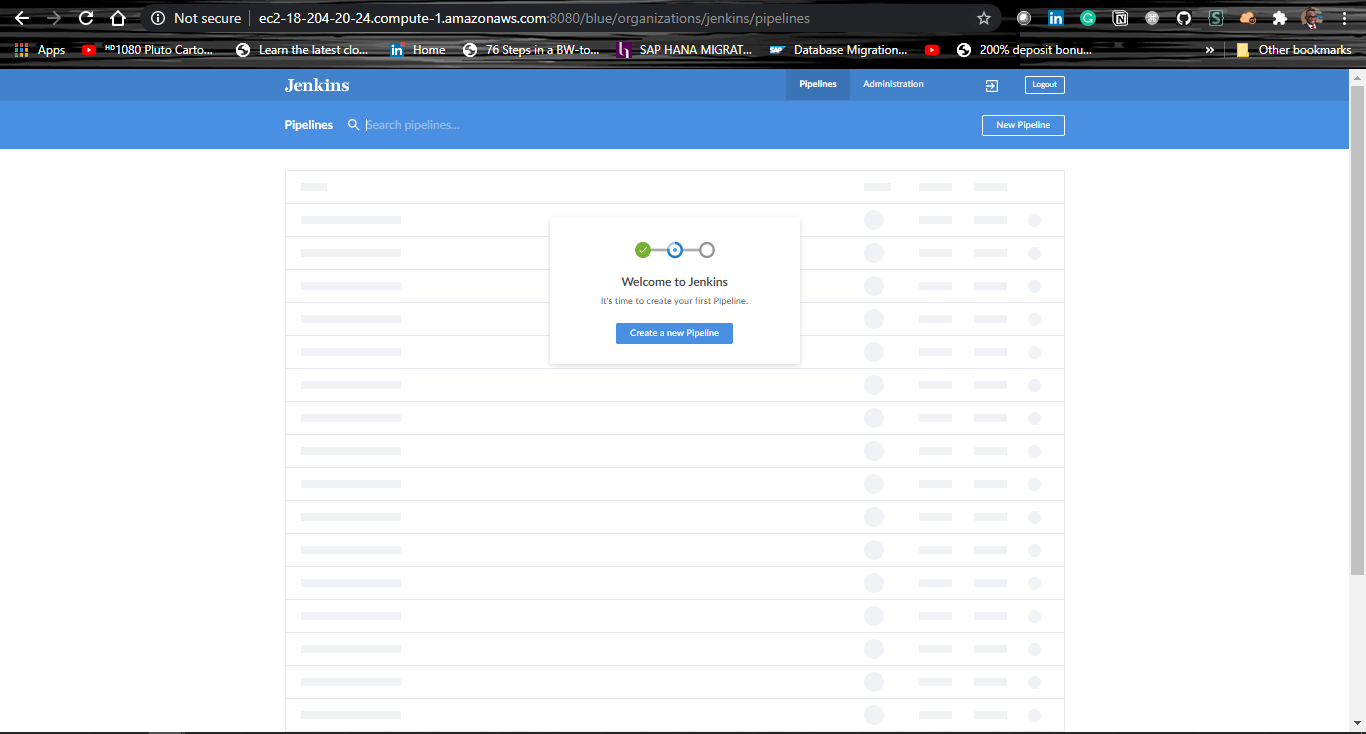 Not secure ec2-18-204-20-24.compute-1.amazonaws.com:8080/blue/organizations/jenkins/pipelines
Apps HD1080 Pluto Carto... Learn the latest clo... Home 76 Steps in a BW-to... SAP HANA MIGRAT... Database Migration... 200% deposit bonu... » Other bookmarks
Jenkins Pipelines Administration Logout
Pipelines Search pipelines... New Pipeline
Welcome to Jenkins
It's time to create your first Pipeline.
Create a new Pipeline